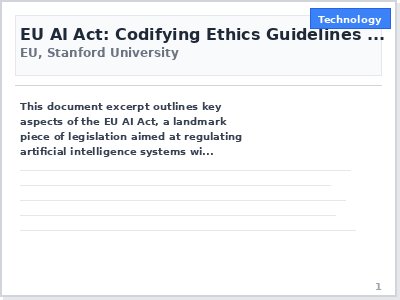 Technology
EU AI Act: Codifying Ethics Guidelines ...
EU, Stanford University
This document excerpt outlines key
aspects of the EU AI Act, a landmark
piece of legislation aimed at regulating
artificial intelligence systems wi...
1